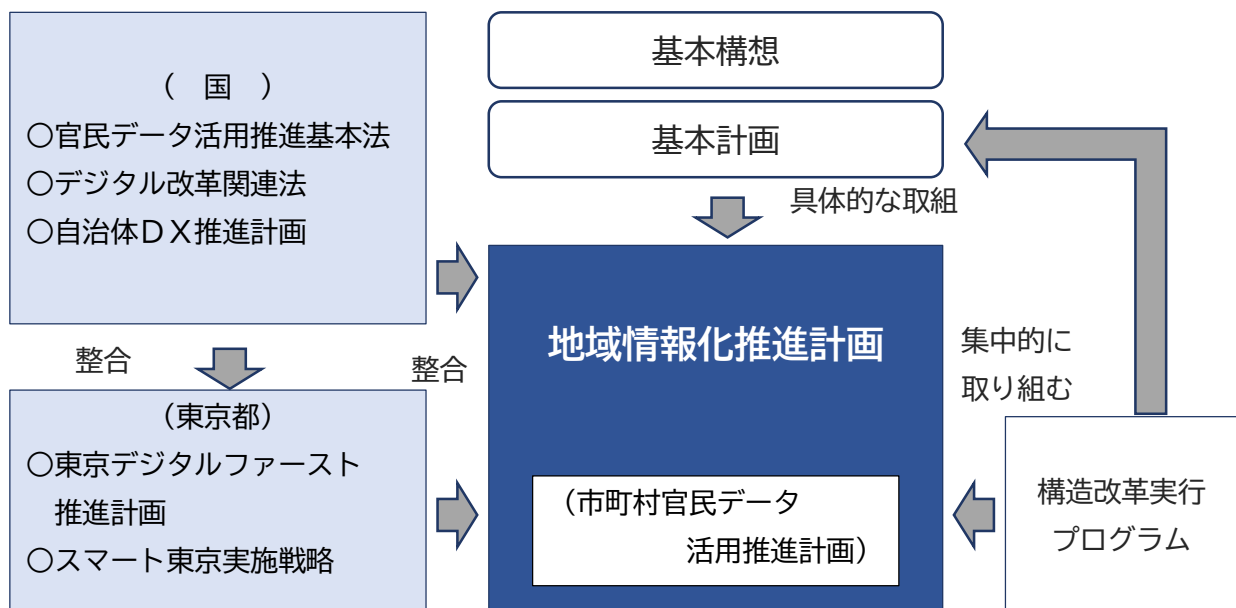 （　国　）
○官民データ活用推進基本法
○デジタル改革関連法
○自治体ＤＸ推進計画
基本構想
基本計画
具体的な取組
整合
整合
地域情報化推進計画
集中的に
取り組む
（東京都）
○東京デジタルファースト
推進計画
○スマート東京実施戦略
（市町村官民データ
活用推進計画）
構造改革実行
プログラム